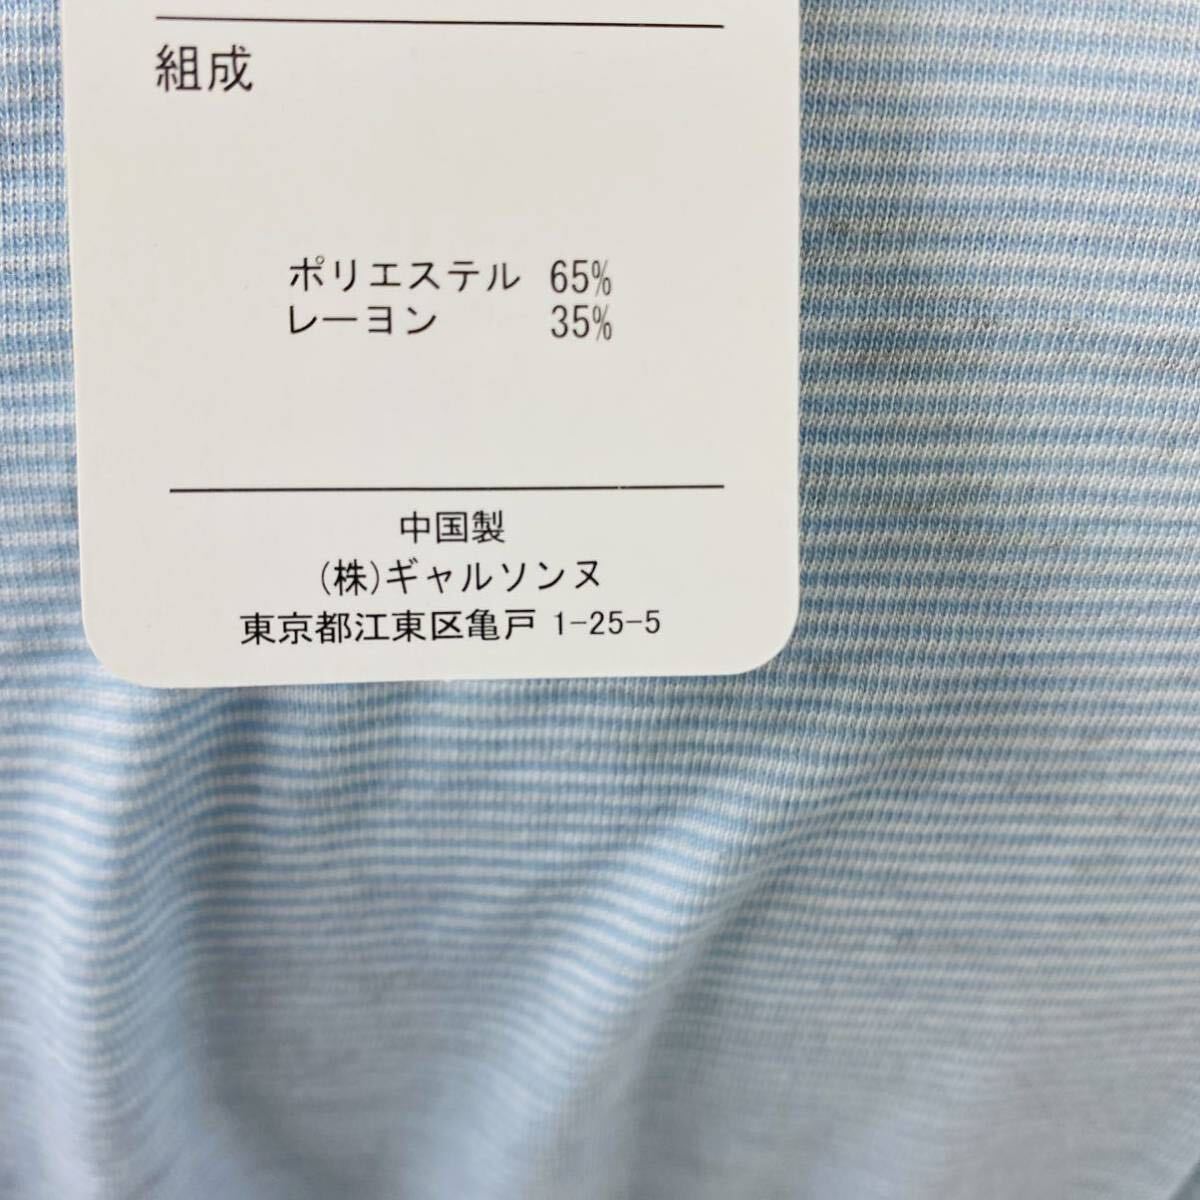 組成
ポリエステル 65%
レーヨン 35%
中国製
(株)ギャルソンヌ
東京都江東区亀戸 1-25-5